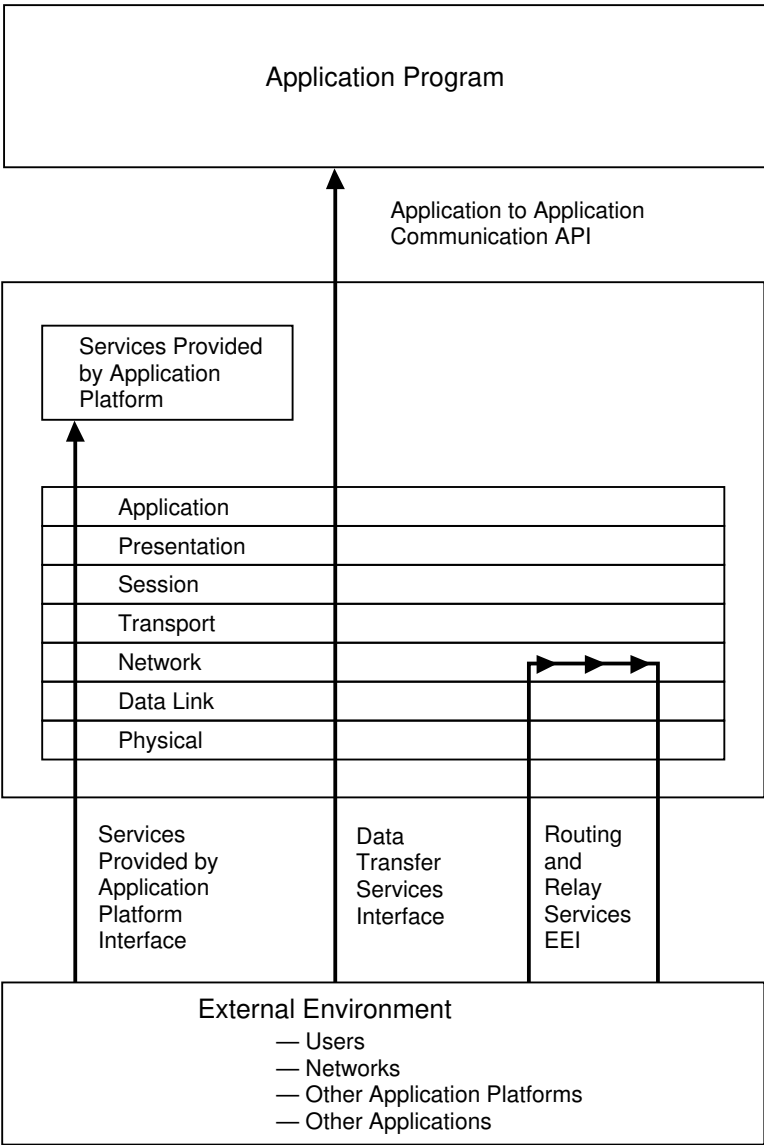 Application Program
Application to Application
Communication API
Services Provided
by Application
Platform
Application
Presentation
Session
Transport
Network
Data Link
Physical
Services
Provided by
Application
Platform
Interface
Data
Transfer
Services
Interface
Routing
and
Relay
Services
EEI
External Environment
— Users
— Networks
— Other Application Platforms
— Other Applications